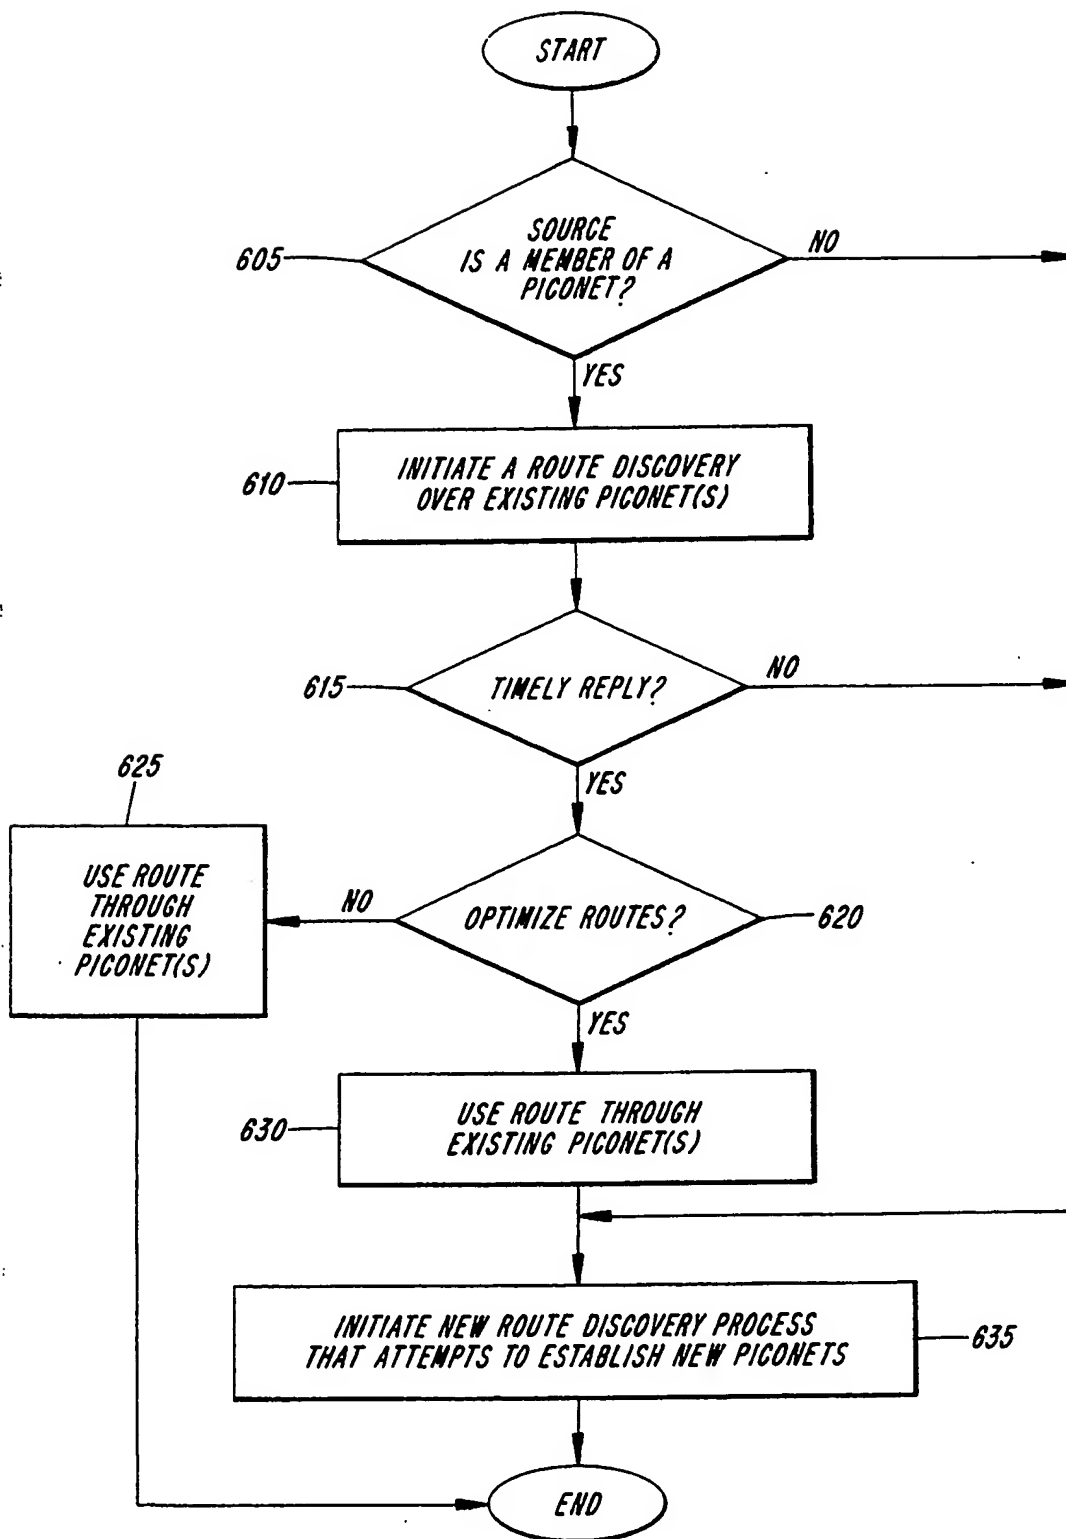 START
SOURCE
IS A MEMBER OF A
PICONET?
605
NO
YES
INITIATE A ROUTE DISCOVERY
OVER EXISTING PICONET(S)
610
TIMELY REPLY?
615
NO
YES
625
USE ROUTE
THROUGH
EXISTING
PICONET(S)
NO
OPTIMIZE ROUTES?
620
YES
USE ROUTE THROUGH
EXISTING PICONET(S)
630
INITIATE NEW ROUTE DISCOVERY PROCESS
THAT ATTEMPTS TO ESTABLISH NEW PICONETS
635
END